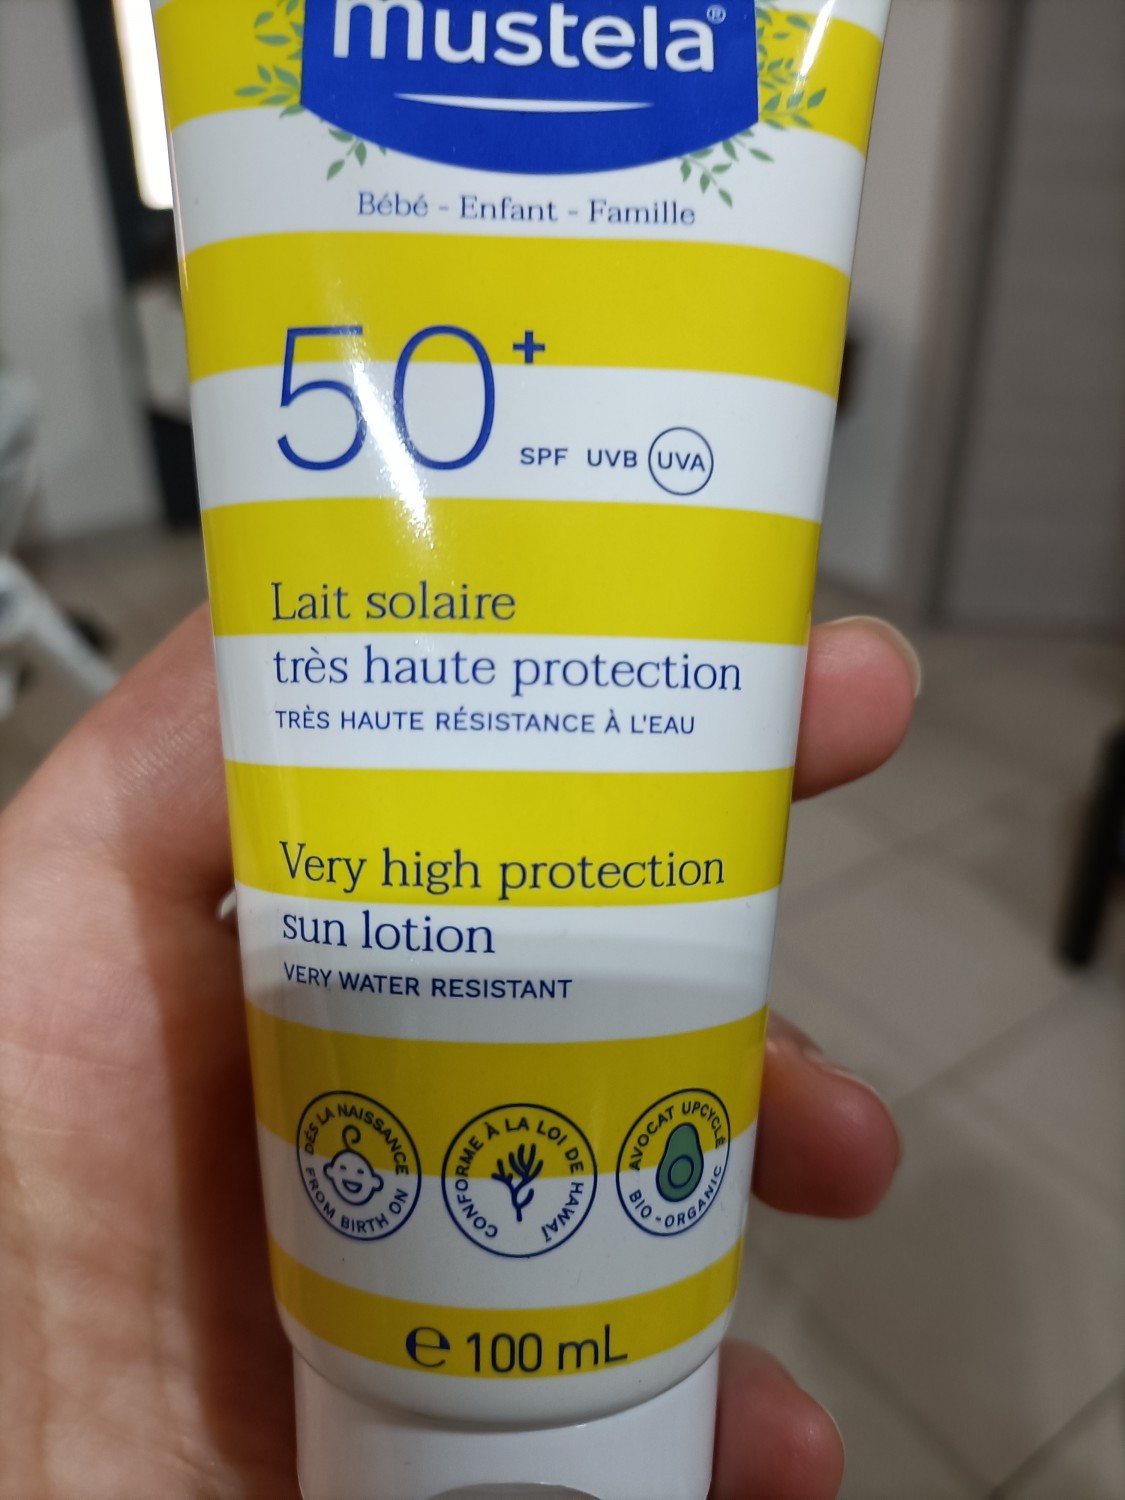 mustela®
Bébé - Enfant - Famille
50+
SPF UVB UVA
Lait solaire
très haute protection
TRÈS HAUTE RÉSISTANCE À L'EAU
Very high protection
sun lotion
VERY WATER RESISTANT
DÈS LA NAISSANCE
FROM BIRTH ON
CONFORME À LA LOI DE HAWAÏ
AVOCAT UPCYCLÉ
BIO - ORGANIC
℮ 100 mL